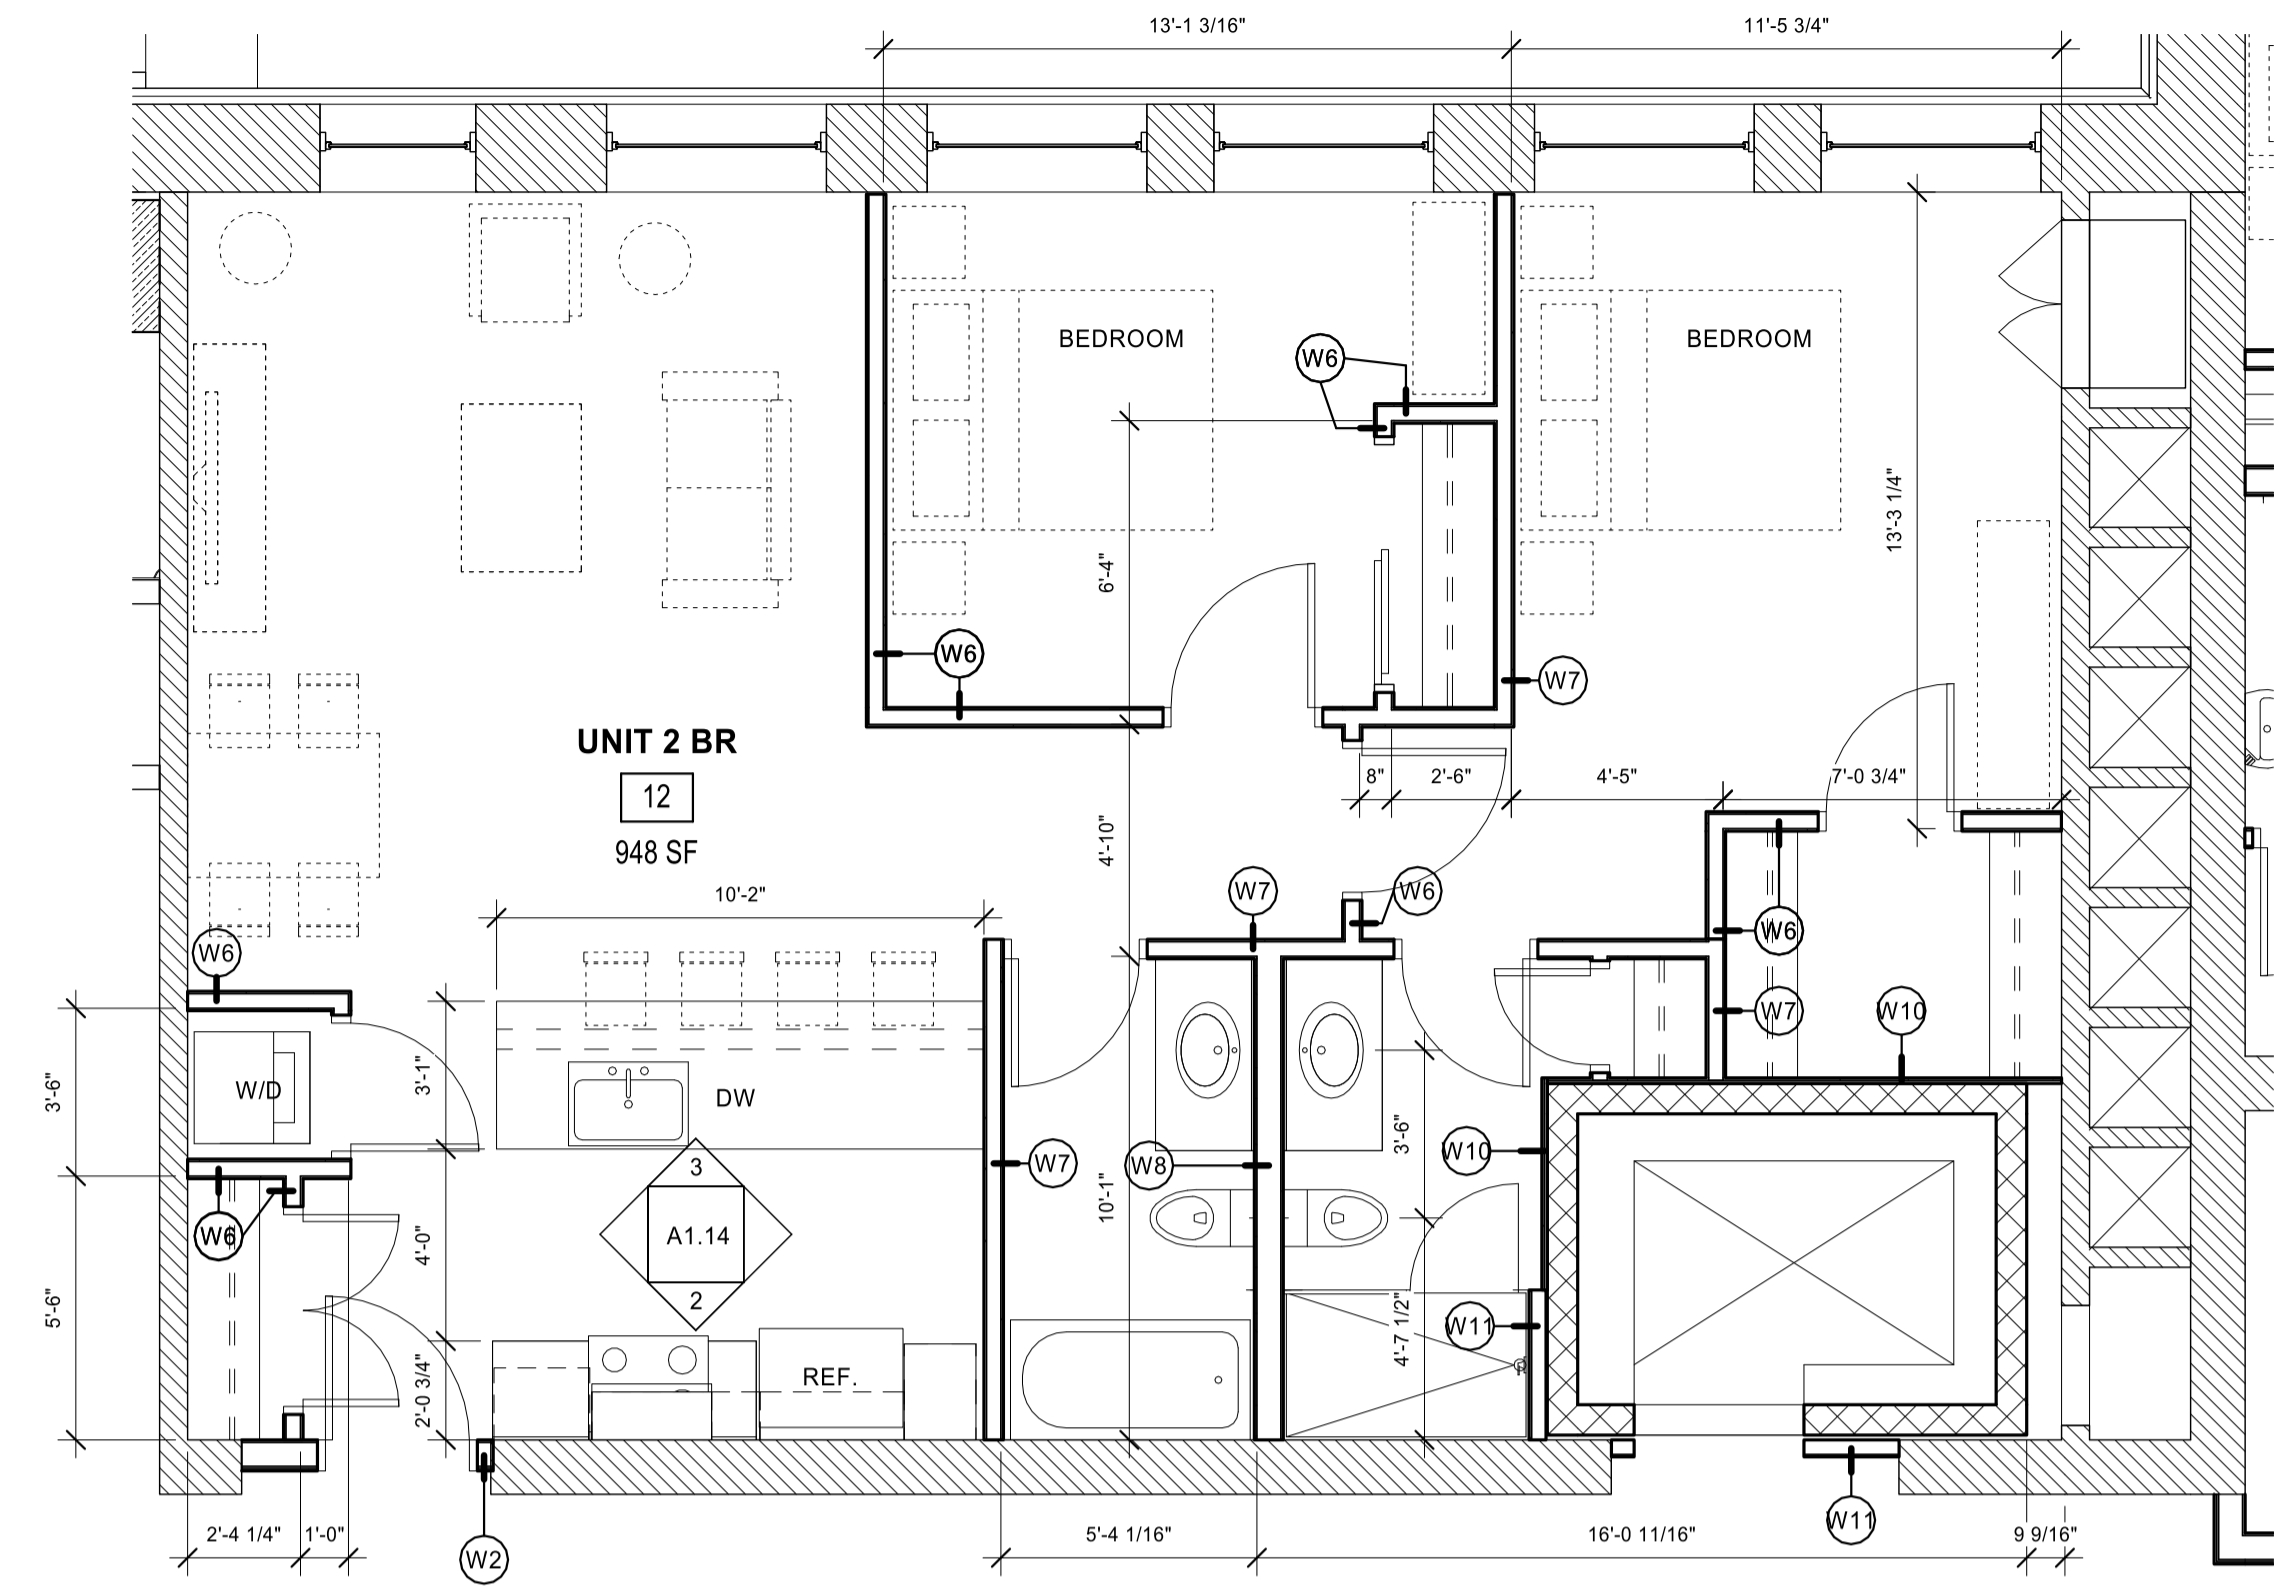 13'-1 3/16"
11'-5 3/4"
BEDROOM
BEDROOM
W6
13'-3 1/4"
6'-4"
W6
W7
UNIT 2 BR
12
948 SF
8"
2'-6"
4'-5"
7'-0 3/4"
4'-10"
10'-2"
W7
W6
W6
W6
W7
W10
3'-6"
W/D
3'-1"
DW
W7
W8
3'-6"
W10
10'-1"
3
A1.14
2
W6
4'-0"
5'-6"
2'-0 3/4"
REF.
4'-7 1/2"
W11
2'-4 1/4"
1'-0"
W2
5'-4 1/16"
16'-0 11/16"
W11
9 9/16"